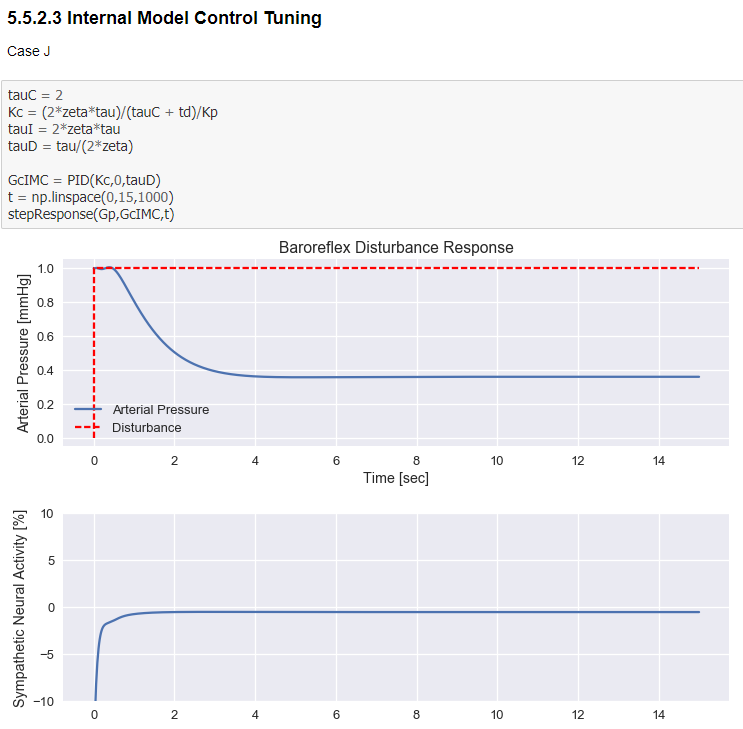 5.5.2.3 Internal Model Control Tuning
Case J
tauC = 2
Kc = (2*zeta*tau)/(tauC + td)/Kp
tauI = 2*zeta*tau
tauD = tau/(2*zeta)
GcIMC = PID(Kc,0,tauD)
t = np.linspace(0,15,1000)
stepResponse(Gp,GcIMC,t)
Baroreflex Disturbance Response
Arterial Pressure [mmHg]
1.0
0.8
0.6
0.4
0.2
0.0
Arterial Pressure
Disturbance
0 2 4 6 8 10 12 14
Time [sec]
Sympathetic Neural Activity [%]
10
5
0
−5
−10
0 2 4 6 8 10 12 14